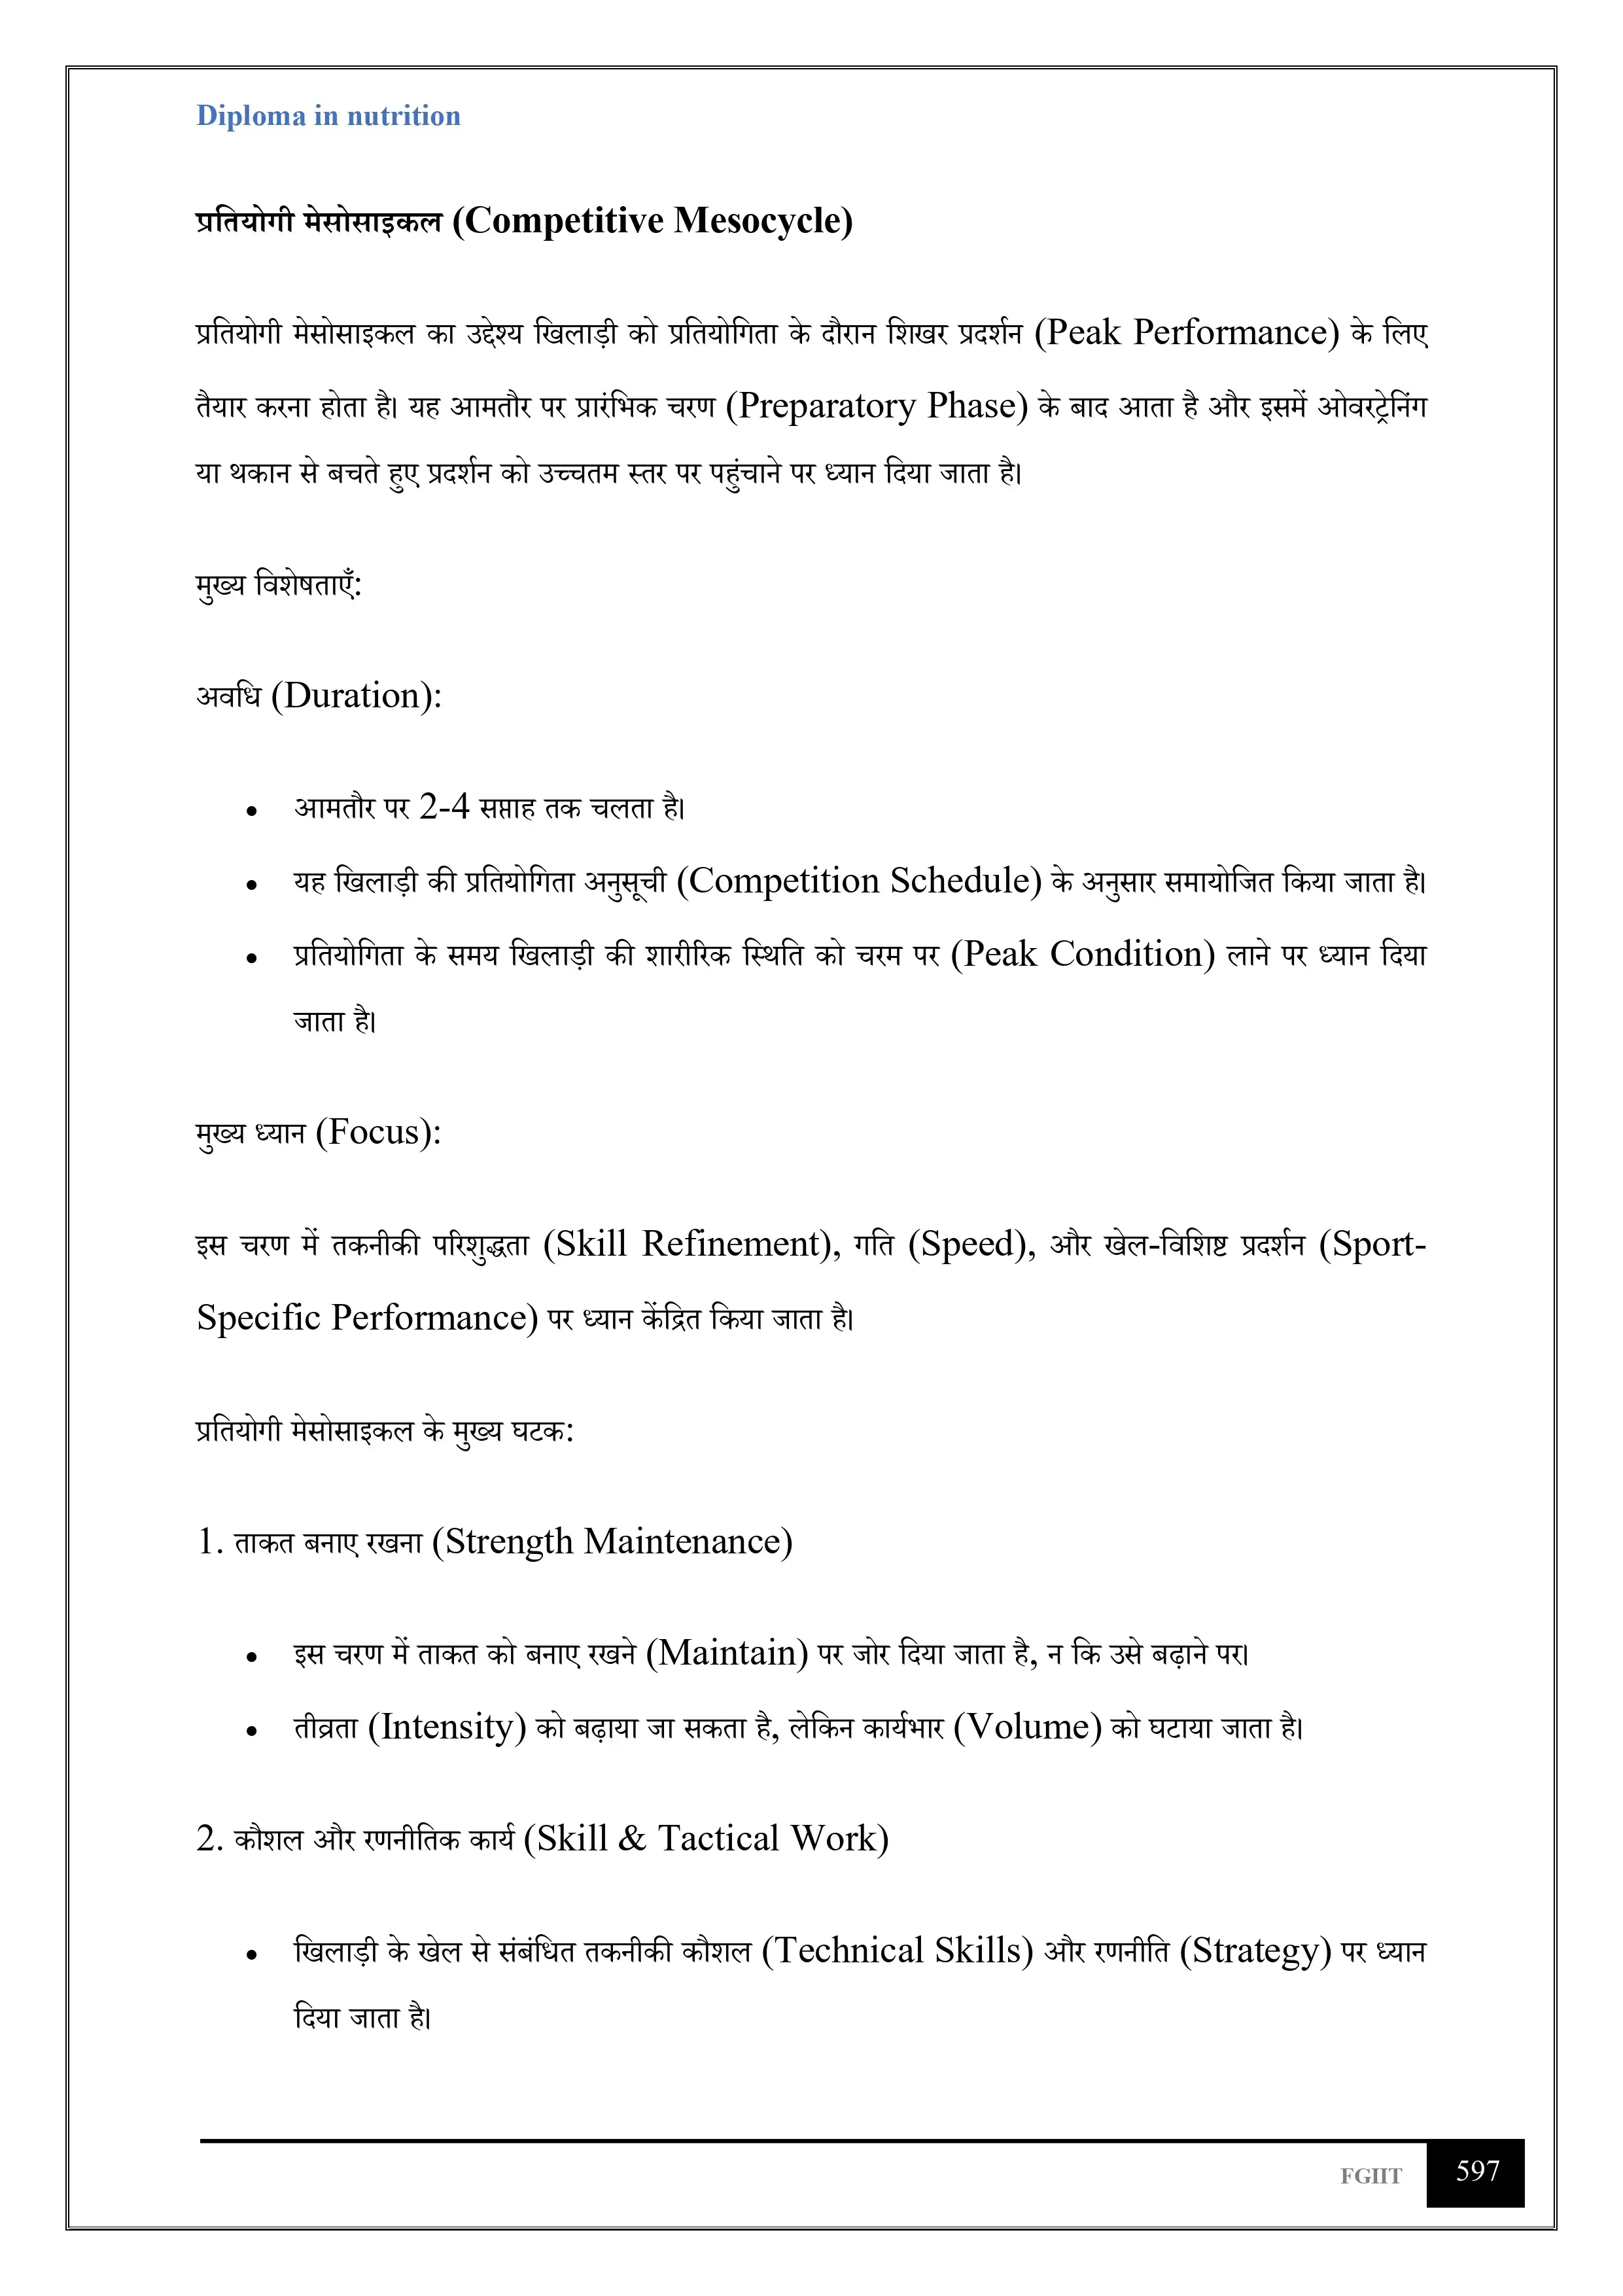 Diploma in nutrition
प्रतियोगी मेसोसाइकल (Competitive Mesocycle)
प्रतियोगी मेसोसाइकल का उद्देश्य खिलाड़ी को प्रतियोगिता के दौरान शिखर प्रदर्शन (Peak Performance) के लिए
तैयार करना होता है। यह आमतौर पर प्रारंभिक चरण (Preparatory Phase) के बाद आता है और इसमें ओवरट्रेनिंग
या थकान से बचते हुए प्रदर्शन को उच्चतम स्तर पर पहुंचाने पर ध्यान दिया जाता है।
मुख्य विशेषताएँ:
अवधि (Duration):
• आमतौर पर 2-4 सप्ताह तक चलता है।
• यह खिलाड़ी की प्रतियोगिता अनुसूची (Competition Schedule) के अनुसार समायोजित किया जाता है।
• प्रतियोगिता के समय खिलाड़ी की शारीरिक स्थिति को चरम पर (Peak Condition) लाने पर ध्यान दिया
जाता है।
मुख्य ध्यान (Focus):
इस चरण में तकनीकी परिशुद्धता (Skill Refinement), गति (Speed), और खेल-विशिष्ट प्रदर्शन (Sport-
Specific Performance) पर ध्यान केंद्रित किया जाता है।
प्रतियोगी मेसोसाइकल के मुख्य घटक:
1. ताकत बनाए रखना (Strength Maintenance)
• इस चरण में ताकत को बनाए रखने (Maintain) पर जोर दिया जाता है, न कि उसे बढ़ाने पर।
• तीव्रता (Intensity) को बढ़ाया जा सकता है, लेकिन कार्यभार (Volume) को घटाया जाता है।
2. कौशल और रणनीतिक कार्य (Skill & Tactical Work)
• खिलाड़ी के खेल से संबंधित तकनीकी कौशल (Technical Skills) और रणनीति (Strategy) पर ध्यान
दिया जाता है।
FGIIT 597